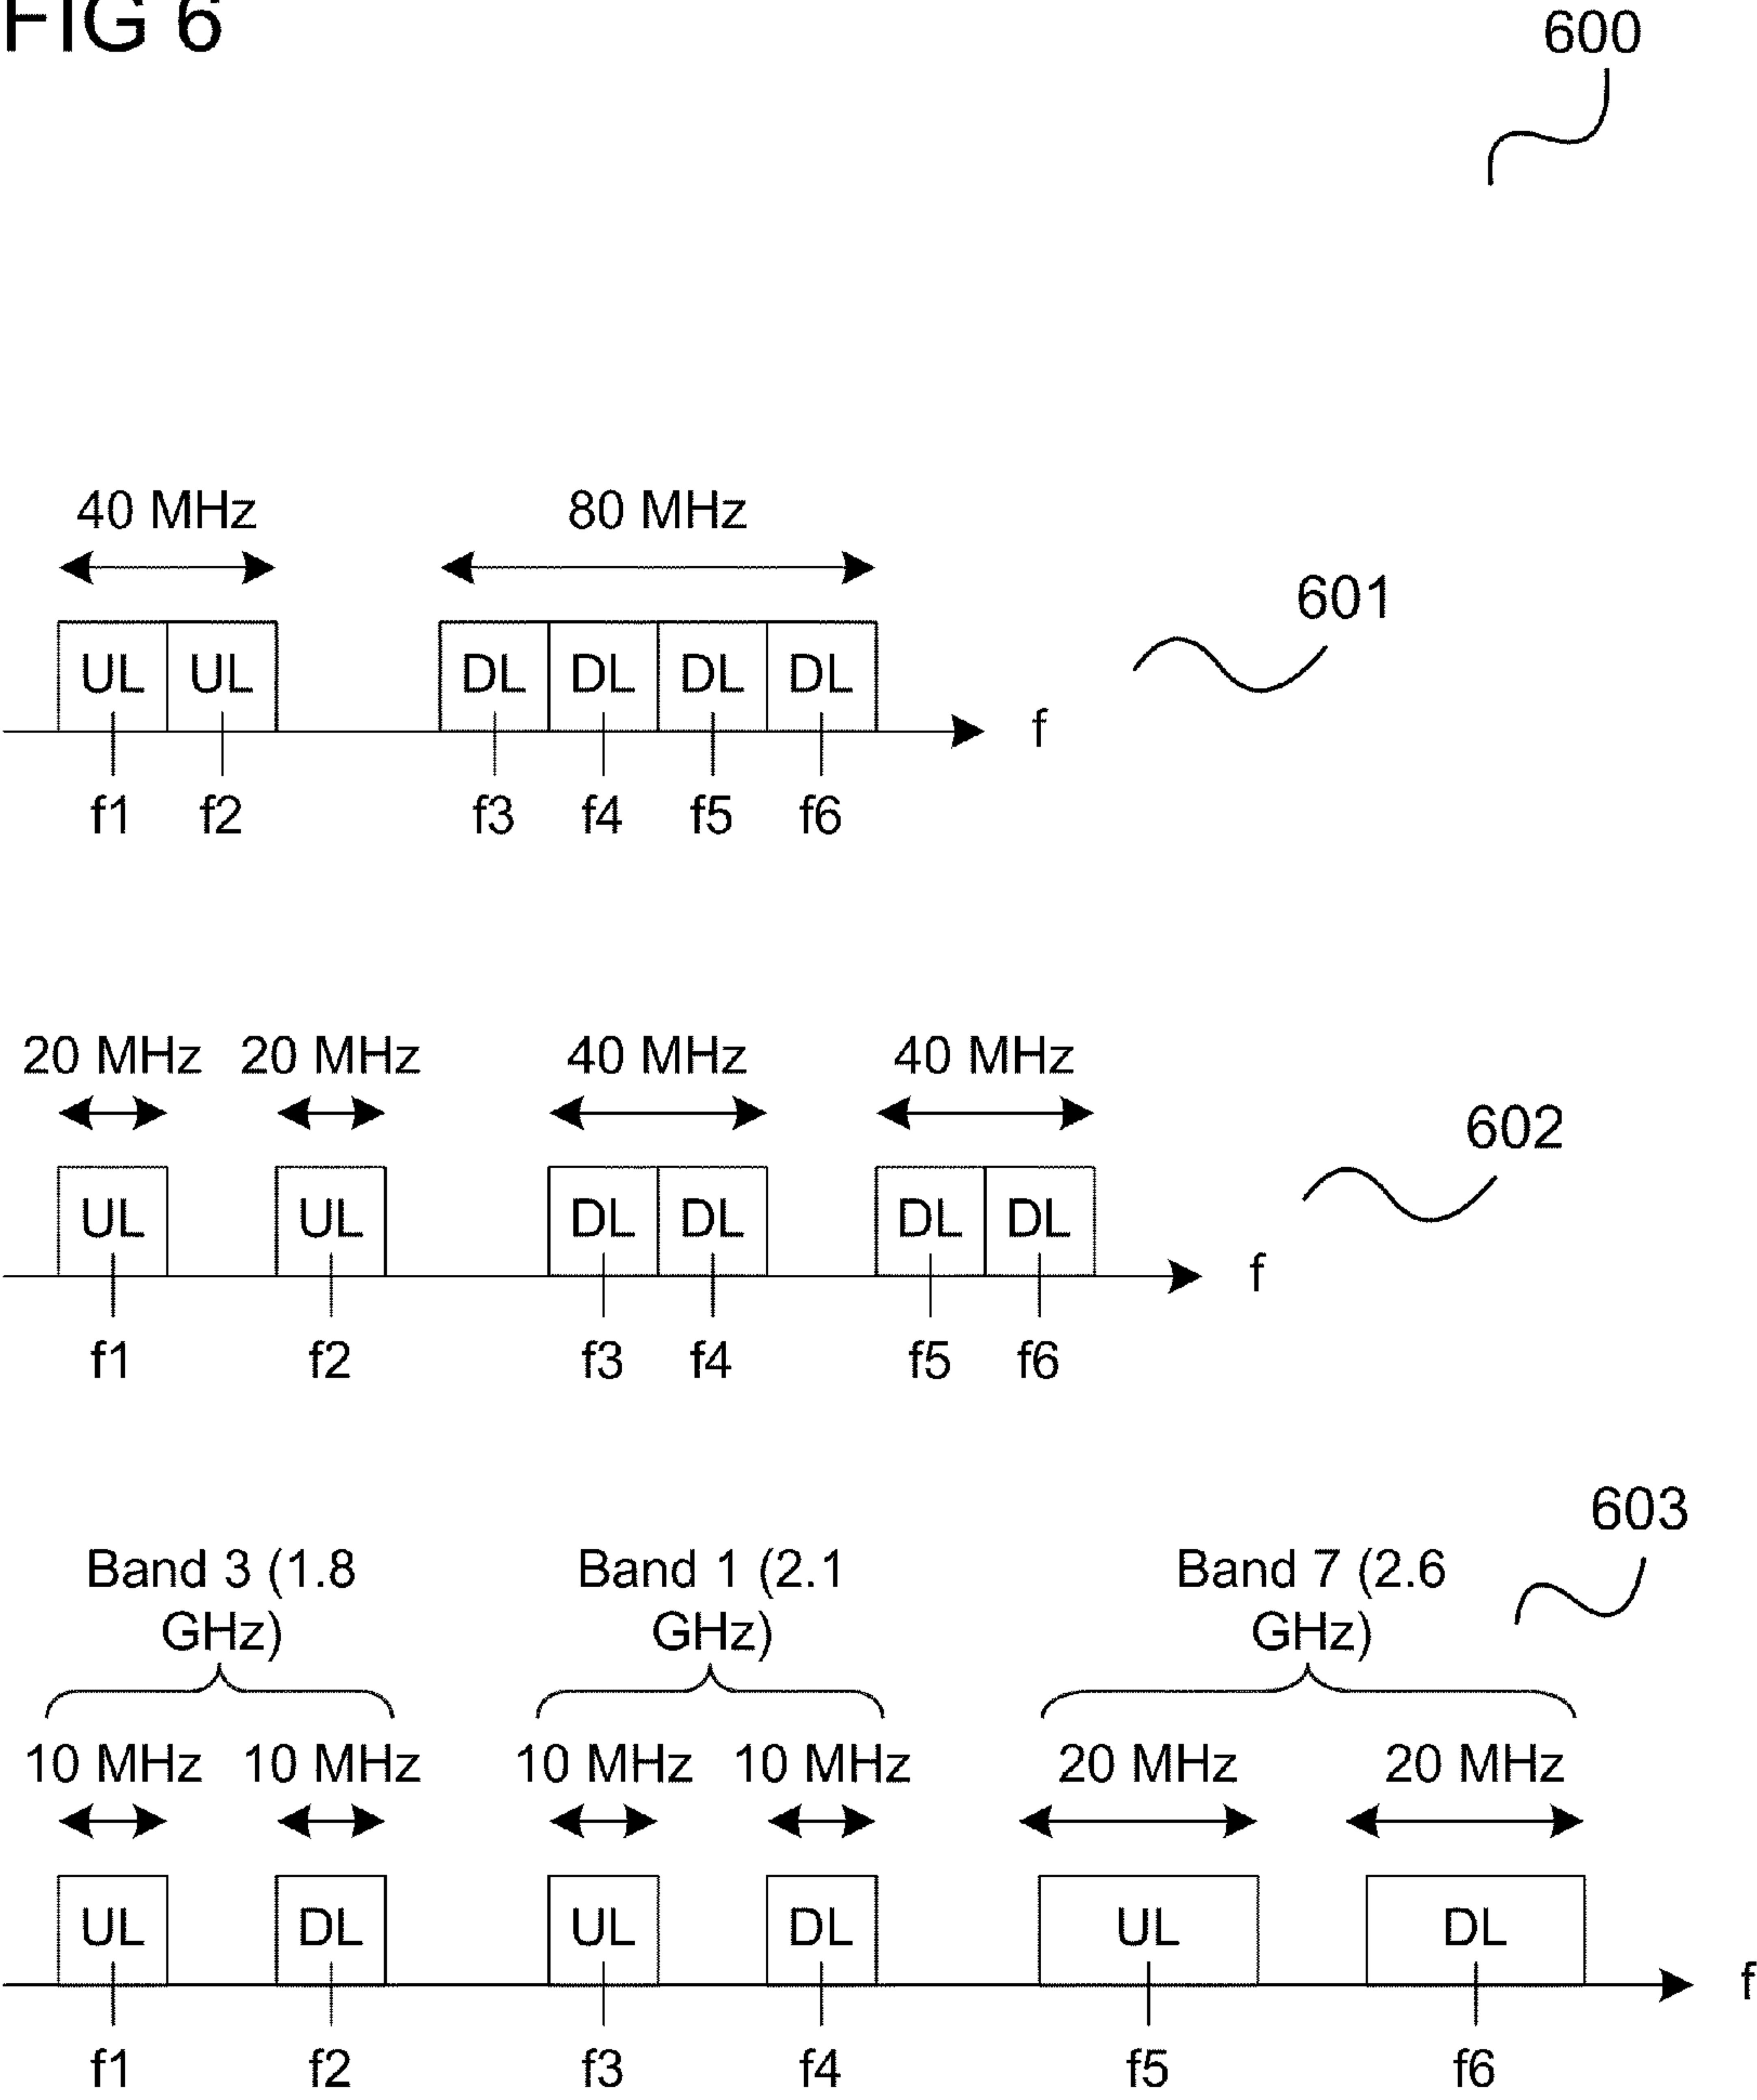 FIG 6
600
40 MHz 80 MHz
601
UL UL DL DL DL DL
f
f1 f2 f3 f4 f5 f6
20 MHz 20 MHz 40 MHz 40 MHz
602
UL UL DL DL DL DL
f
f1 f2 f3 f4 f5 f6
603
Band 3 (1.8 GHz)
Band 1 (2.1 GHz)
Band 7 (2.6 GHz)
10 MHz 10 MHz 10 MHz 10 MHz 20 MHz 20 MHz
UL DL UL DL UL DL
f
f1 f2 f3 f4 f5 f6